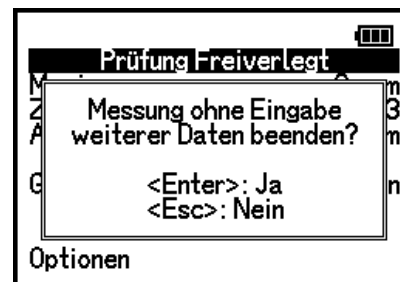 Prüfung Freiverlegt
Messung ohne Eingabe
weiterer Daten beenden?
<Enter>: Ja
<Esc>: Nein
Optionen